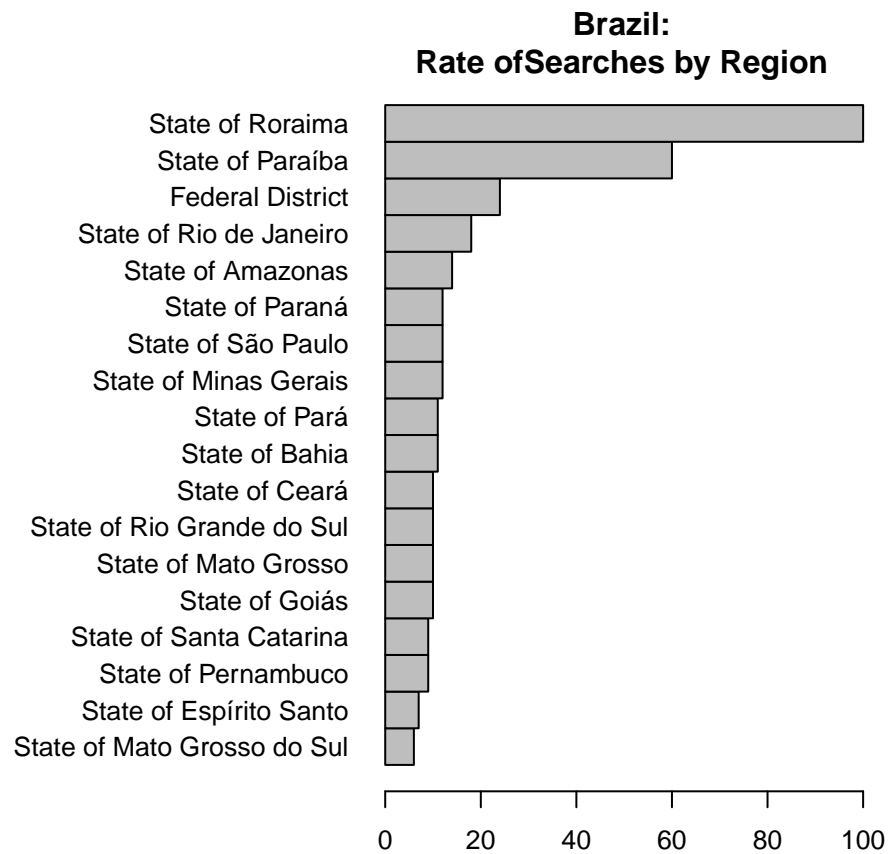 Brazil:
Rate ofSearches by Region
State of Roraima
State of Paraíba
Federal District
State of Rio de Janeiro
State of Amazonas
State of Paraná
State of São Paulo
State of Minas Gerais
State of Pará
State of Bahia
State of Ceará
State of Rio Grande do Sul
State of Mato Grosso
State of Goiás
State of Santa Catarina
State of Pernambuco
State of Espírito Santo
State of Mato Grosso do Sul
0 20 40 60 80 100